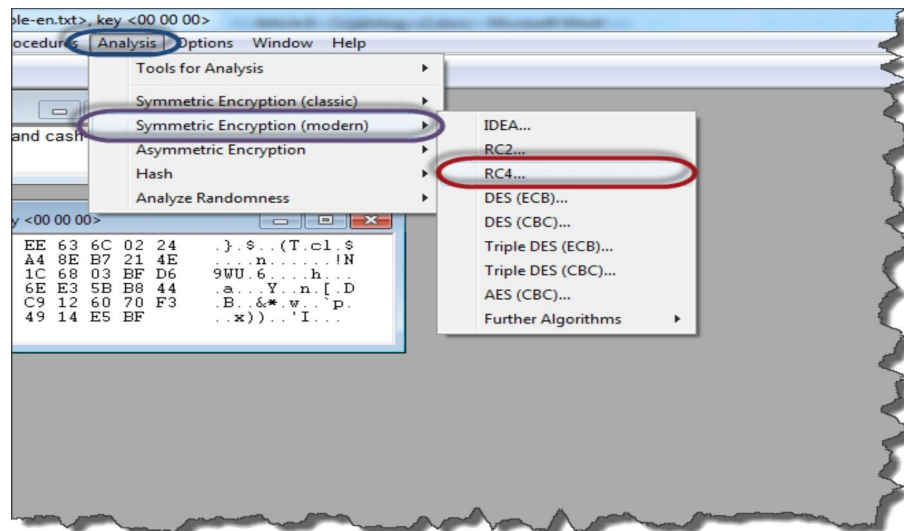 ple-en.txt>, key <00 00 00>
ocedures Analysis Options Window Help
Tools for Analysis
Symmetric Encryption (classic)
Symmetric Encryption (modern)
Asymmetric Encryption
Hash
Analyze Randomness
IDEA...
RC2...
RC4...
DES (ECB)...
DES (CBC)...
Triple DES (ECB)...
Triple DES (CBC)...
AES (CBC)...
Further Algorithms
and cash
y <00 00 00>
EE 63 6C 02 24 .}.$..(T.cl.$
A4 8E B7 21 4E ....n......!N
1C 68 03 BF D6 9WU.6....h...
6E E3 5B B8 44 .a...Y..n.[.D
C9 12 60 70 F3 .B..&*.w..`p.
49 14 E5 BF ..x))..'I...